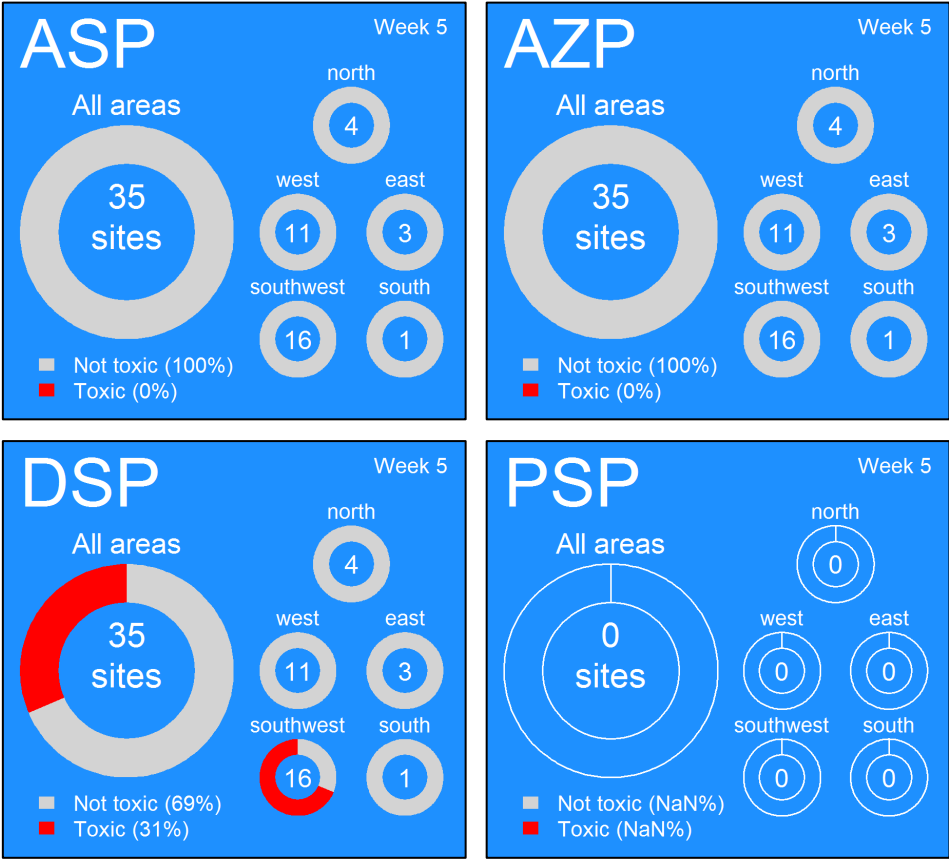 ASP
Week 5
north
All areas
4
35
sites
west
east
11
3
southwest
south
16
1
Not toxic (100%)
Toxic (0%)
AZP
Week 5
north
All areas
4
35
sites
west
east
11
3
southwest
south
16
1
Not toxic (100%)
Toxic (0%)
DSP
Week 5
north
All areas
4
35
sites
west
east
11
3
southwest
south
16
1
Not toxic (69%)
Toxic (31%)
PSP
Week 5
north
All areas
0
0
sites
west
east
0
0
southwest
south
0
0
Not toxic (NaN%)
Toxic (NaN%)